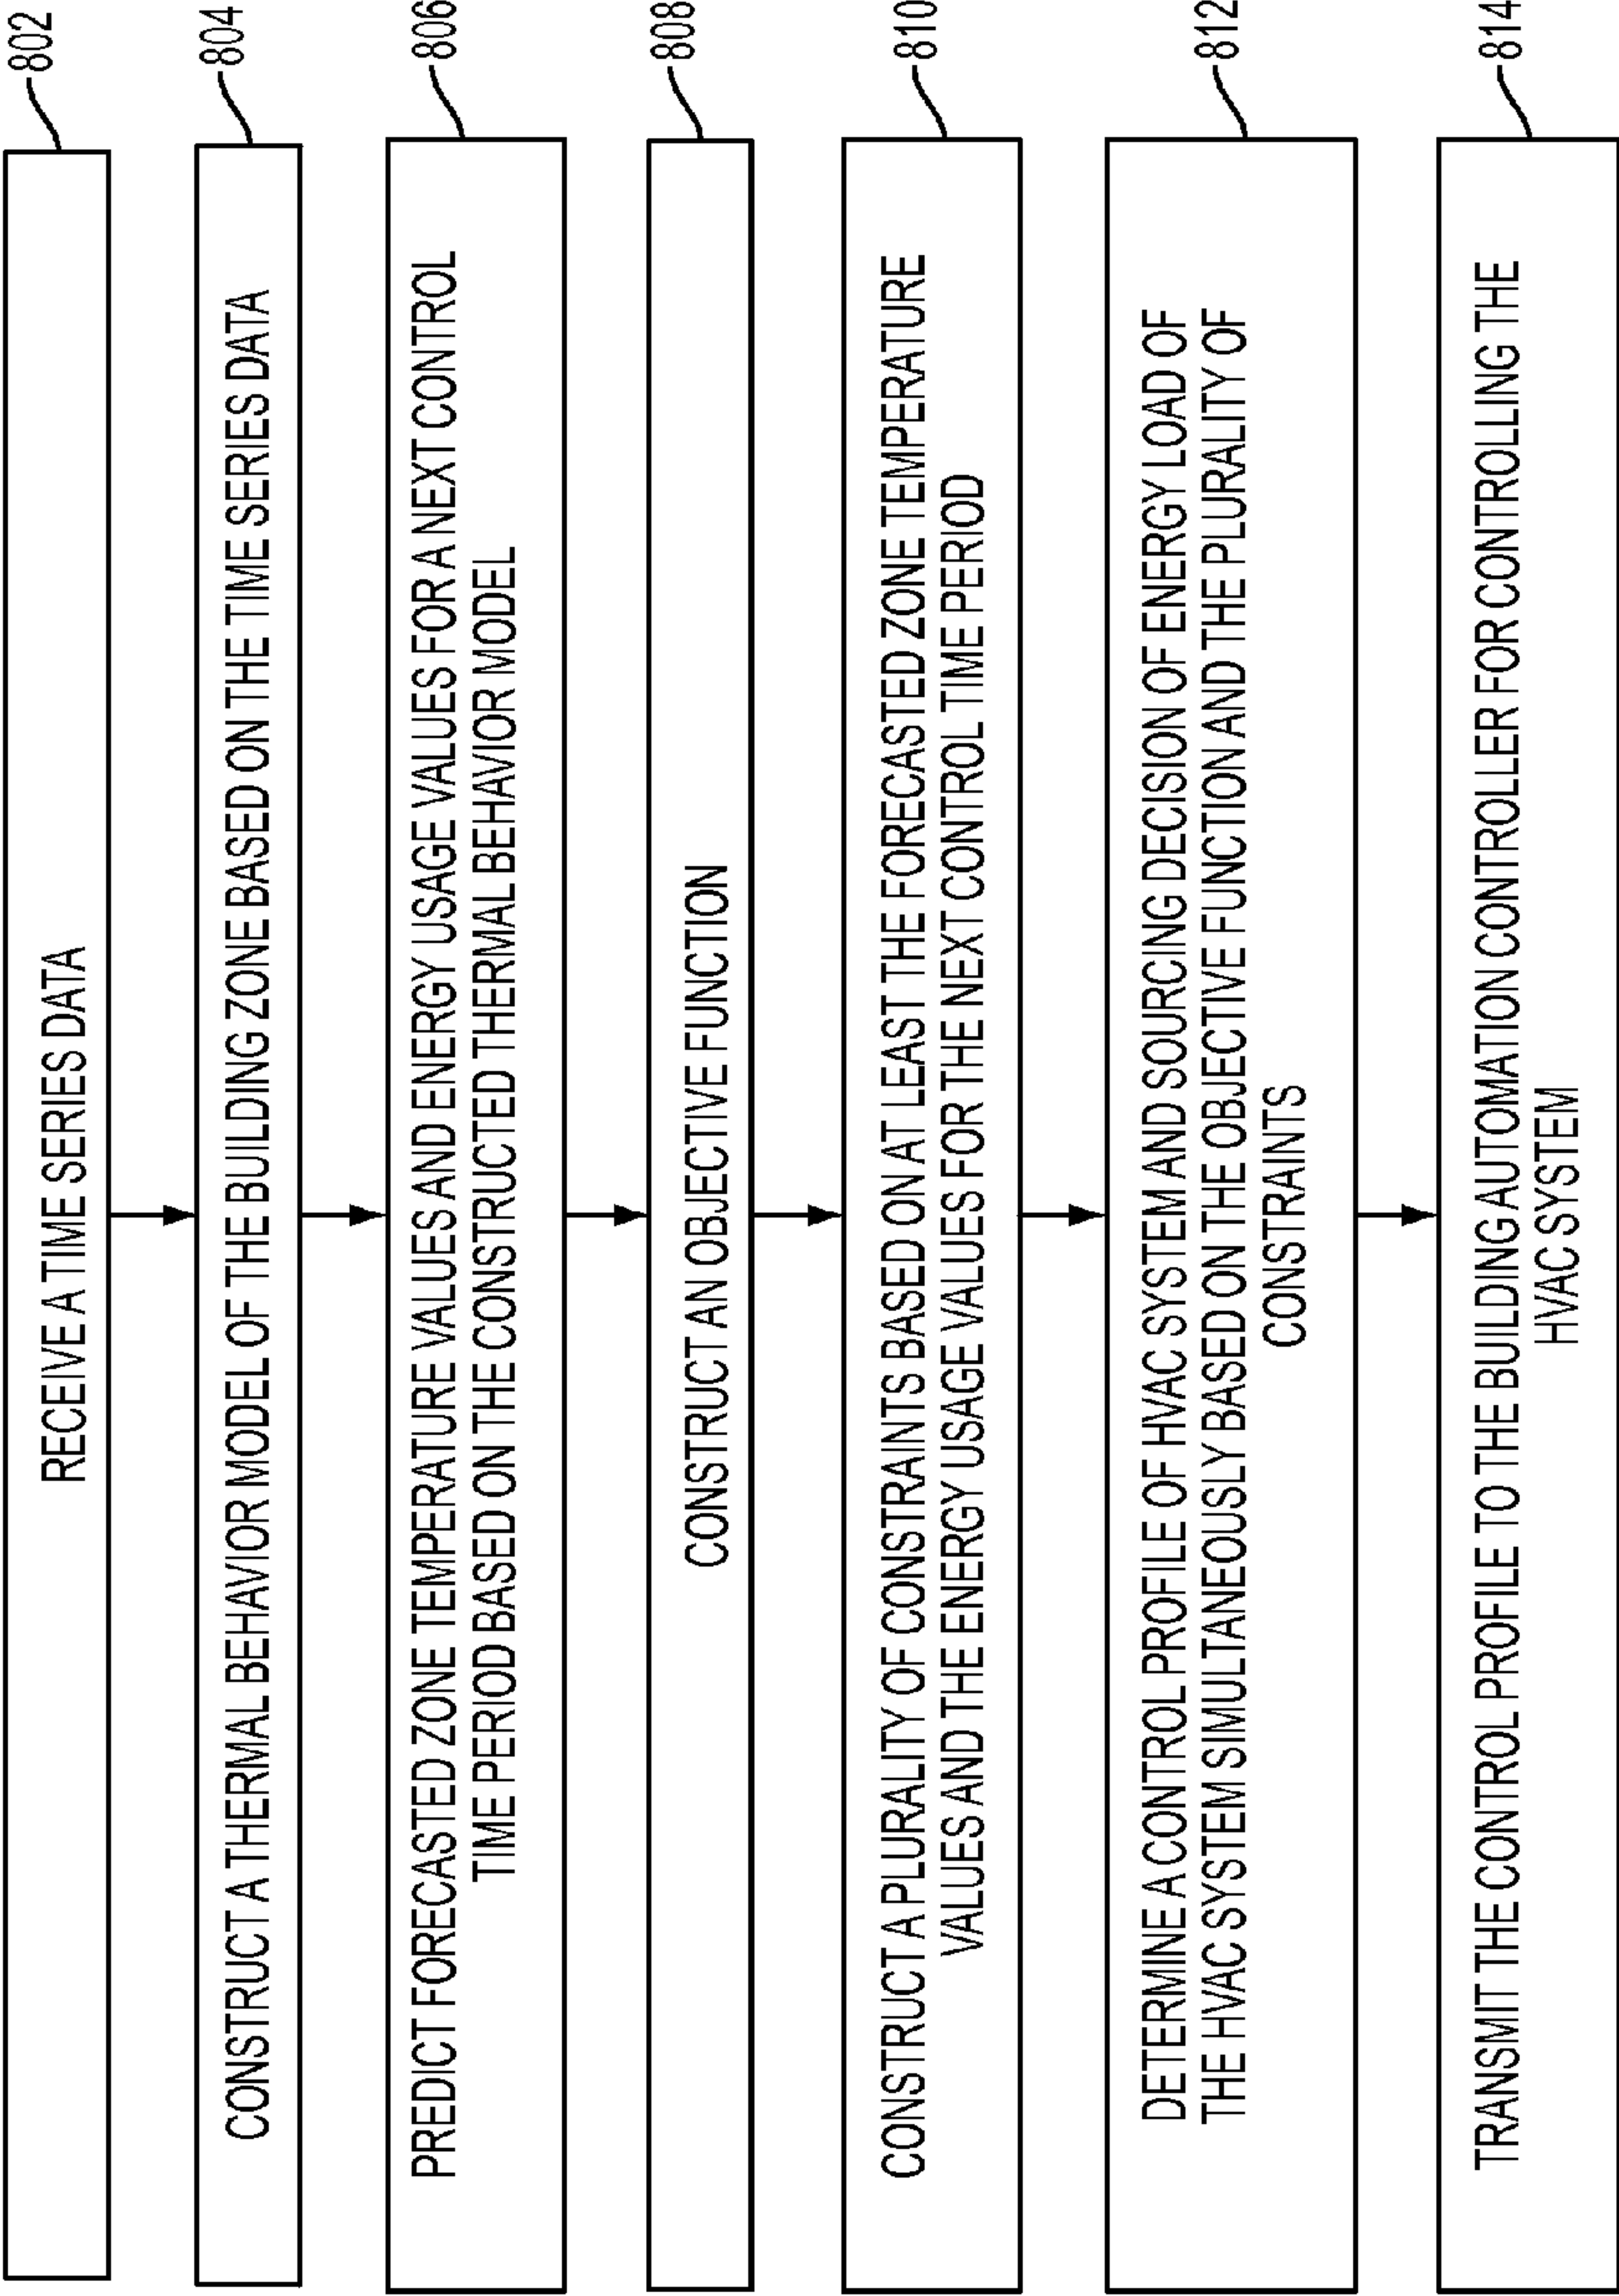 802
RECEIVE A TIME SERIES DATA
804
CONSTRUCT A THERMAL BEHAVIOR MODEL OF THE BUILDING ZONE BASED ON THE TIME SERIES DATA
806
PREDICT FORECASTED ZONE TEMPERATURE VALUES AND ENERGY USAGE VALUES FOR A NEXT CONTROL
TIME PERIOD BASED ON THE CONSTRUCTED THERMAL BEHAVIOR MODEL
808
CONSTRUCT AN OBJECTIVE FUNCTION
810
CONSTRUCT A PLURALITY OF CONSTRAINTS BASED ON AT LEAST THE FORECASTED ZONE TEMPERATURE
VALUES AND THE ENERGY USAGE VALUES FOR THE NEXT CONTROL TIME PERIOD
812
DETERMINE A CONTROL PROFILE OF HVAC SYSTEM AND SOURCING DECISION OF ENERGY LOAD OF
THE HVAC SYSTEM SIMULTANEOUSLY BASED ON THE OBJECTIVE FUNCTION AND THE PLURALITY OF
CONSTRAINTS
814
TRANSMIT THE CONTROL PROFILE TO THE BUILDING AUTOMATION CONTROLLER FOR CONTROLLING THE
HVAC SYSTEM